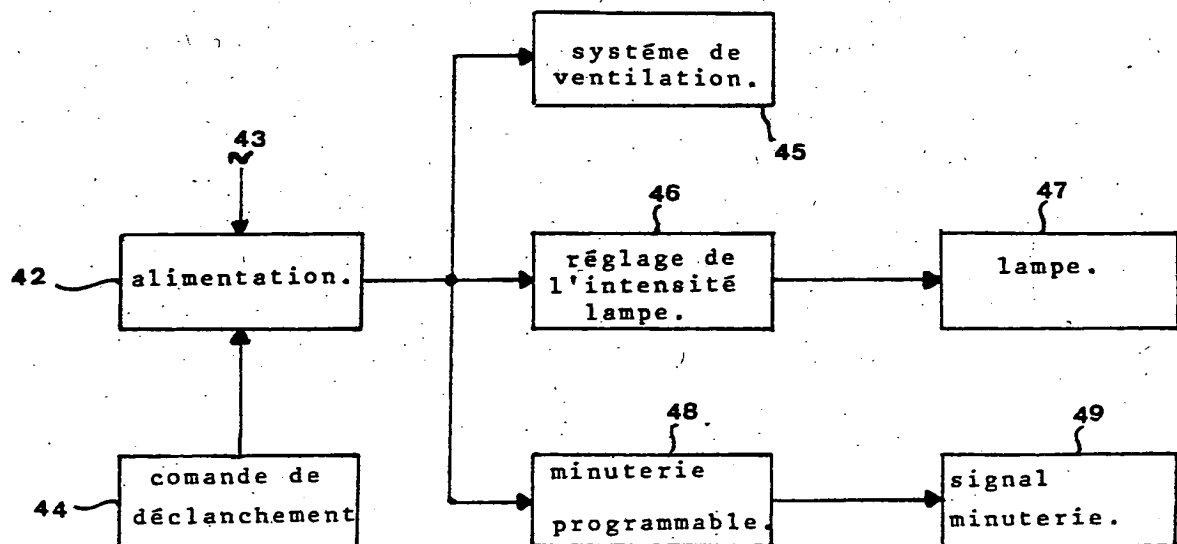 systéme de
ventilation.
45
43
46
47
42
alimentation.
réglage de
l'intensité
lampe.
lampe.
48
49
44
comande de
déclanchement
minuterie
programmable.
signal
minuterie.